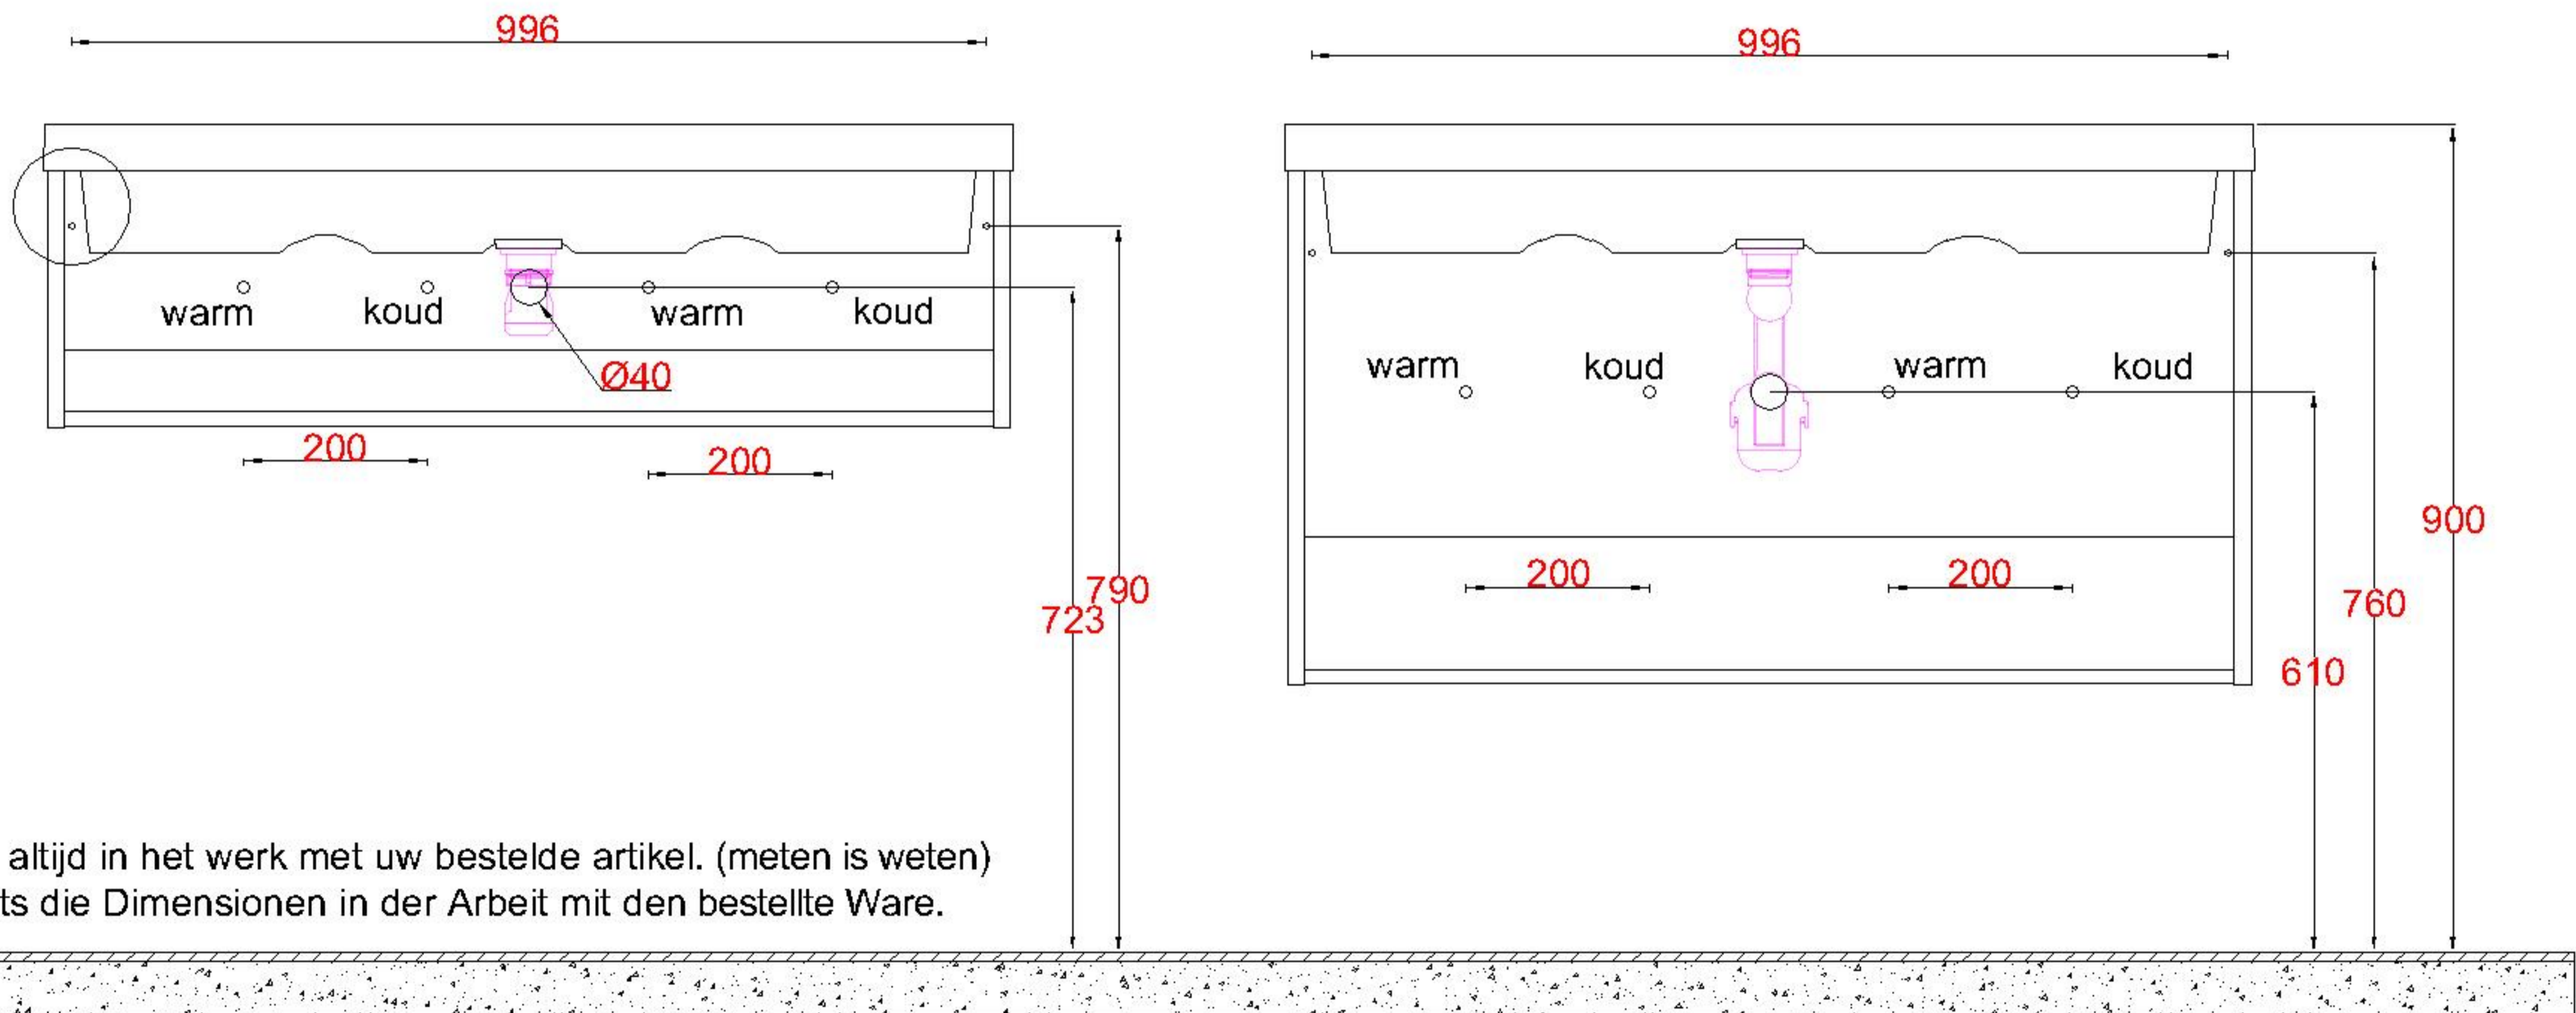 996
996
warm
koud
warm
koud
Ø40
warm
koud
warm
koud
200
200
200
200
723
790
610
760
900
altijd in het werk met uw bestelde artikel. (meten is weten)
ts die Dimensionen in der Arbeit mit den bestellte Ware.